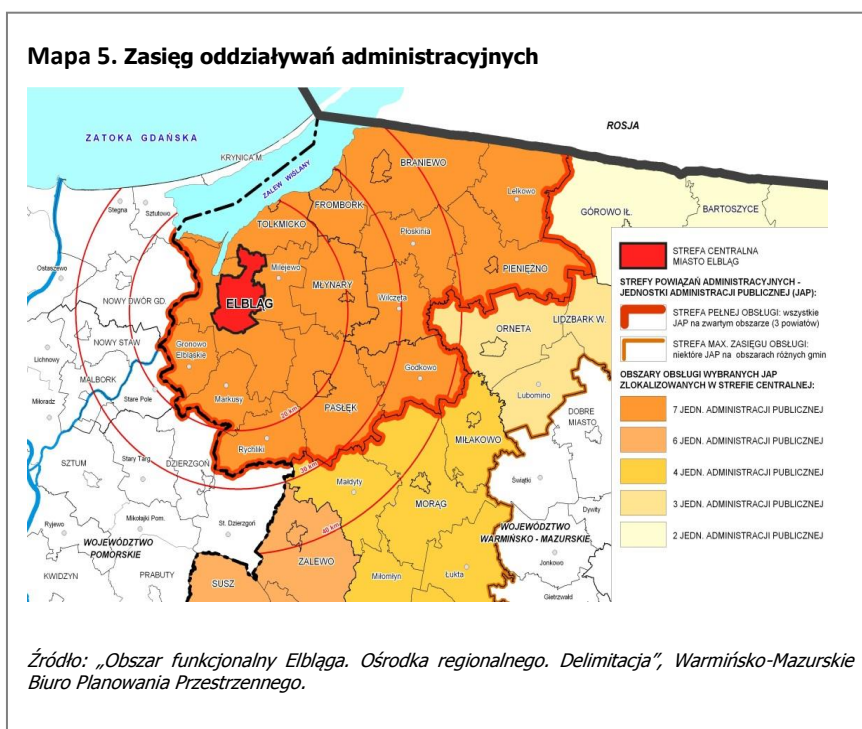 Mapa 5. Zasięg oddziaływań administracyjnych
ROSJA
ZATOKA GDAŃSKA
KRYNICA M.
ZALEW WIŚLANY
BRANIEWO
Lelkowo
FROMBORK
Stegna
Sztutowo
TOLKMICKO
GÓROWO IŁ.
BARTOSZYCE
Płoskinia
PIENIĘŻNO
Ostaszewo
Milejewo
NOWY DWÓR GD.
ELBLĄG
MŁYNARY
Wilczęta
ORNETA
LIDZBARK W.
NOWY STAW
Lichnowy
Gronowo
Elbląskie
Godkowo
MALBORK
Markusy
Lubomino
Miłoradz
Stare Pole
PASŁĘK
20 km
DOBRE
MIASTO
Rychliki
MIŁAKOWO
SZTUM
Stary Targ
DZIERZGOŃ
30 km
Małdyty
Świątki
MORĄG
Dywity
Ryjewo
Mikołajki Pom.
St. Dzierzgoń
40 km
WOJEWÓDZTWO
POMORSKIE
WOJEWÓDZTWO
WARMIŃSKO - MAZURSKIE
ZALEWO
Jonkowo
KWIDZYN
PRABUTY
SUSZ
Miłomłyn
Łukta
Gietrzwałd
STREFA CENTRALNA
MIASTO ELBLĄG
STREFY POWIĄZAŃ ADMINISTRACYJNYCH -
JEDNOSTKI ADMINISTRACJI PUBLICZNEJ (JAP):
STREFA PEŁNEJ OBSŁUGI: wszystkie
JAP na zwartym obszarze (3 powiatów)
STREFA MAX. ZASIĘGU OBSŁUGI:
niektóre JAP na obszarach różnych gmin
OBSZARY OBSŁUGI WYBRANYCH JAP
ZLOKALIZOWANYCH W STREFIE CENTRALNEJ:
7 JEDN. ADMINISTRACJI PUBLICZNEJ
6 JEDN. ADMINISTRACJI PUBLICZNEJ
4 JEDN. ADMINISTRACJI PUBLICZNEJ
3 JEDN. ADMINISTRACJI PUBLICZNEJ
2 JEDN. ADMINISTRACJI PUBLICZNEJ
Źródło: „Obszar funkcjonalny Elbląga. Ośrodka regionalnego. Delimitacja”, Warmińsko-Mazurskie
Biuro Planowania Przestrzennego.